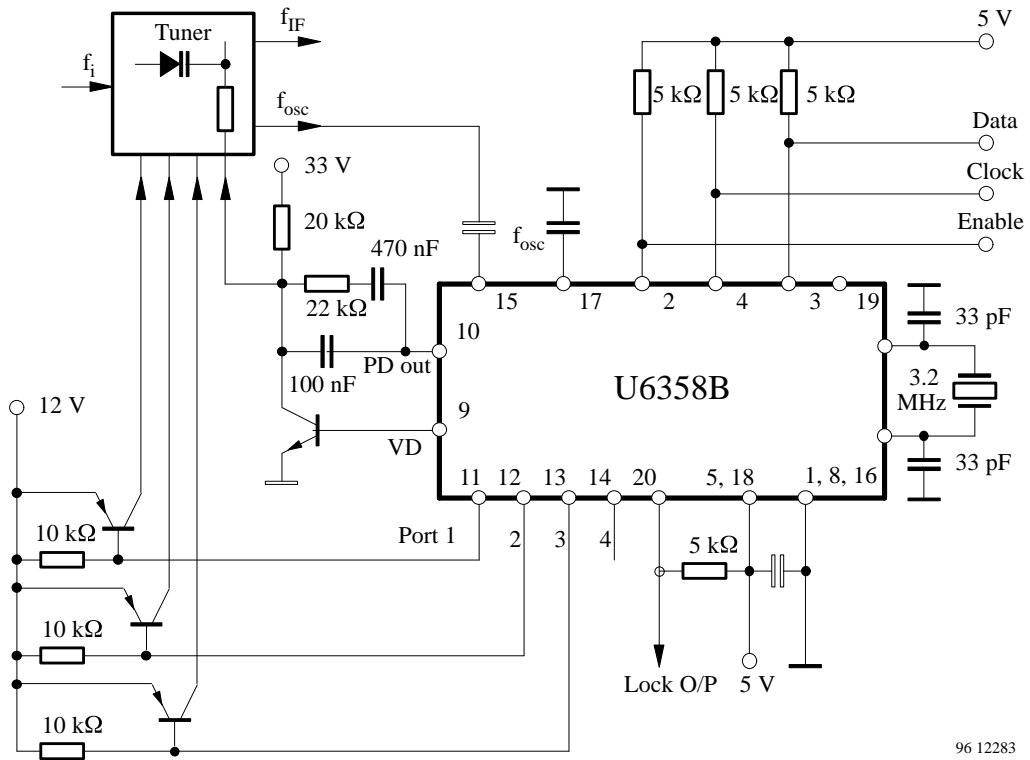 Tuner
f_IF
5 V
f_i
5 kΩ 5 kΩ 5 kΩ
f_osc
Data
33 V
Clock
20 kΩ
470 nF
f_osc
Enable
22 kΩ
15 17 2 4 3 19
10
33 pF
PD out
100 nF
U6358B
3.2
MHz
12 V
9
VD
33 pF
11 12 13 14 20 5, 18 1, 8, 16
10 kΩ
Port 1 2 3 4
5 kΩ
10 kΩ
Lock O/P 5 V
10 kΩ
96 12283